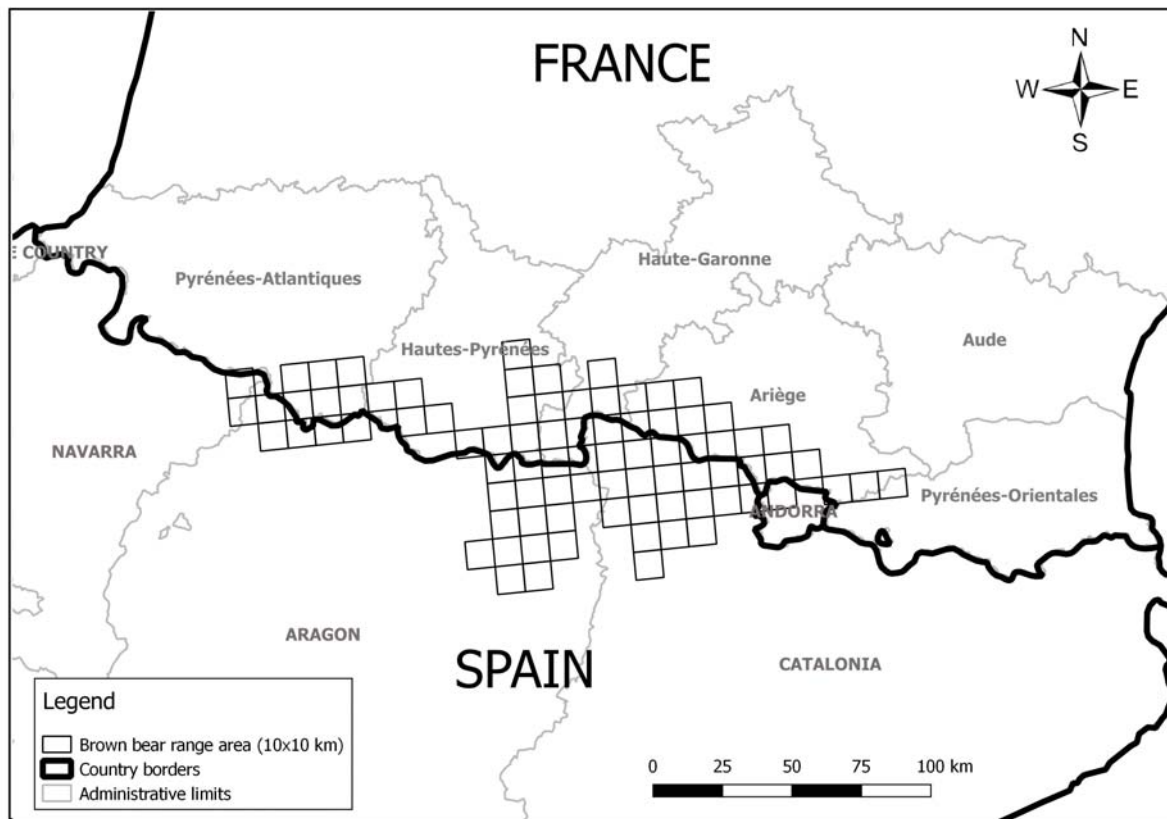 FRANCE
N
W E
S
E COUNTRY
Pyrénées-Atlantiques
Haute-Garonne
Hautes-Pyrénées
Aude
Ariège
NAVARRA
Pyrénées-Orientales
ANDORRA
ARAGON
SPAIN
CATALONIA
Legend
Brown bear range area (10x10 km)
Country borders
Administrative limits
0 25 50 75 100 km